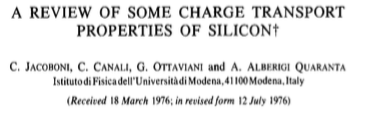 A REVIEW OF SOME CHARGE TRANSPORT
PROPERTIES OF SILICON†
C. JACOBONI, C. CANALI, G. OTTAVIANI and A. ALBERIGI QUARANTA
Istituto di Fisica dell'Università di Modena, 41100 Modena, Italy
(Received 18 March 1976; in revised form 12 July 1976)